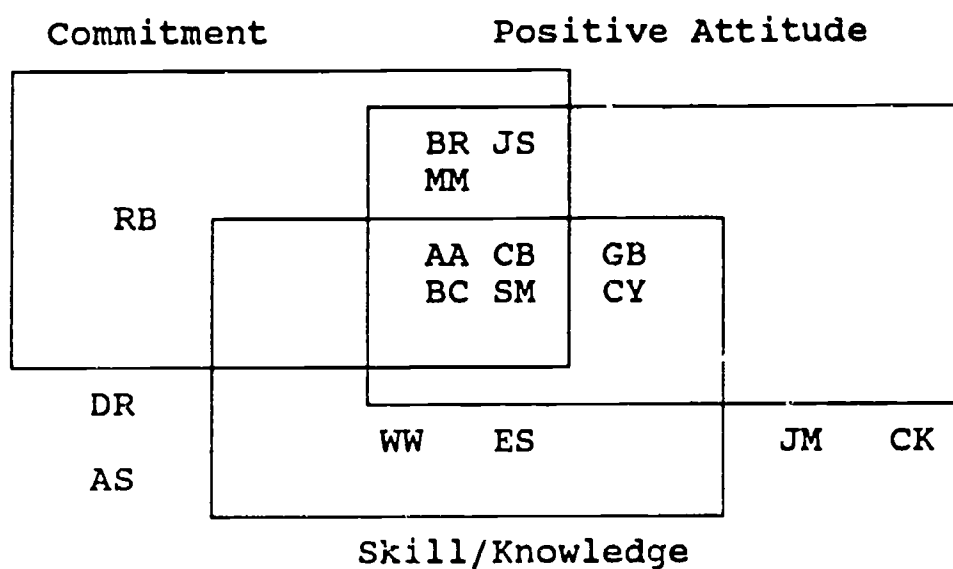 Commitment Positive Attitude
BR JS
MM
RB
AA CB GB
BC SM CY
DR
WW ES JM CK
AS
Skill/Knowledge